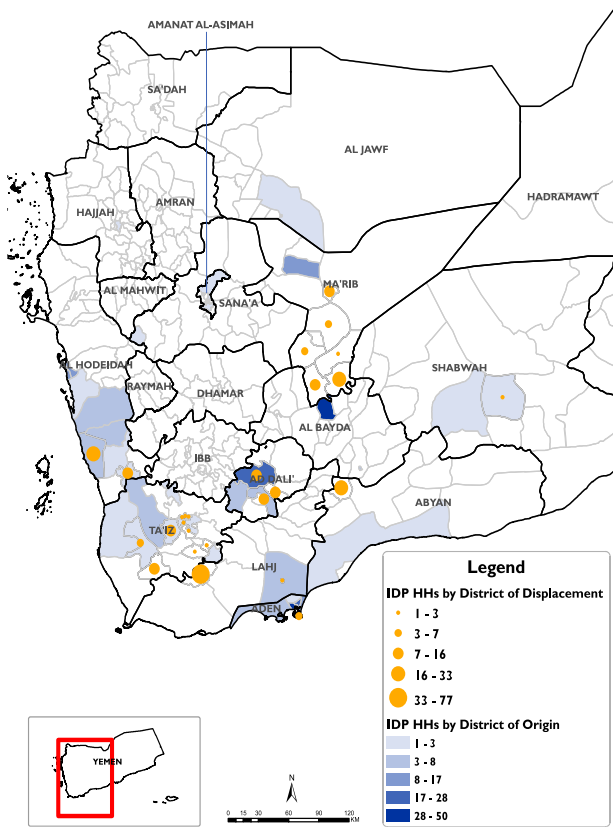 AMANAT AL-ASIMAH
SA'DAH
AL JAWF
HADRAMAWT
HAJJAH
AMRAN
MA'RIB
AL MAHWIT
SANA'A
AL HODEIDAH
RAYMAH
DHAMAR
SHABWAH
AL BAYDA
IBB
AD DALI'
ABYAN
TA'IZ
LAHJ
ADEN
Legend
IDP HHs by District of Displacement
1 - 3
3 - 7
7 - 16
16 - 33
33 - 77
IDP HHs by District of Origin
1 - 3
3 - 8
8 - 17
17 - 28
28 - 50
YEMEN
N
0 15 30 60 90 120
KM